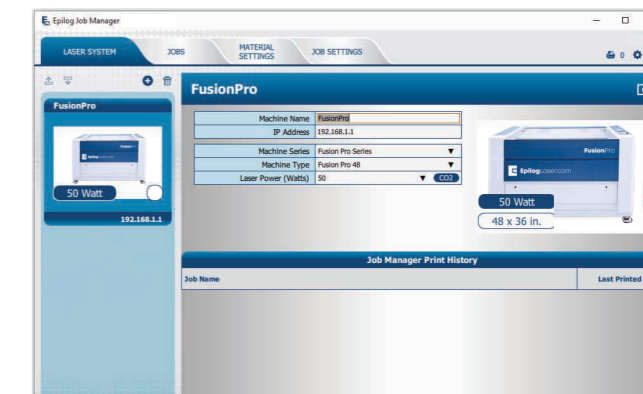 Epilog Job Manager
LASER SYSTEM
JOBS
MATERIAL
SETTINGS
JOB SETTINGS
0
FusionPro
50 Watt
192.168.1.1
FusionPro
Machine Name FusionPro
IP Address 192.168.1.1
Machine Series Fusion Pro Series
Machine Type Fusion Pro 48
Laser Power (Watts) 50 CO2
FusionPro
EpilogLaser.com
50 Watt
48 x 36 in.
Job Manager Print History
Job Name Last Printed